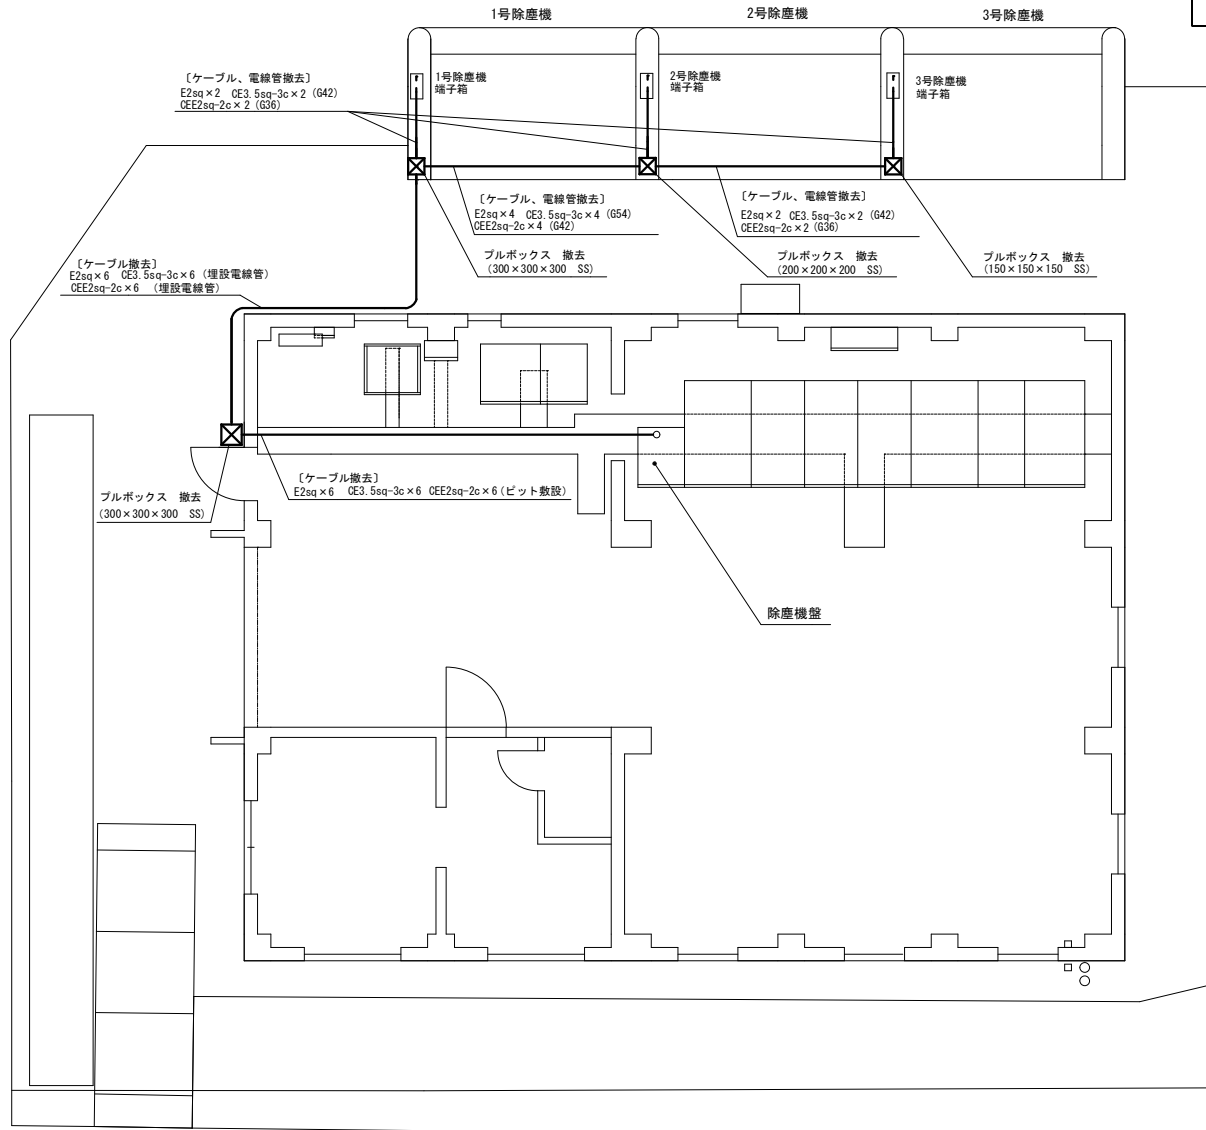 1号除塵機
2号除塵機
3号除塵機
〔ケーブル、電線管撤去〕
E2sq×2 CE3.5sq-3c×2 (G42)
CEE2sq-2c×2 (G36)
1号除塵機
端子箱
2号除塵機
端子箱
3号除塵機
端子箱
〔ケーブル、電線管撤去〕
E2sq×4 CE3.5sq-3c×4 (G54)
CEE2sq-2c×4 (G42)
〔ケーブル、電線管撤去〕
E2sq×2 CE3.5sq-3c×2 (G42)
CEE2sq-2c×2 (G36)
プルボックス 撤去
(300×300×300 SS)
プルボックス 撤去
(200×200×200 SS)
プルボックス 撤去
(150×150×150 SS)
〔ケーブル撤去〕
E2sq×6 CE3.5sq-3c×6 (埋設電線管)
CEE2sq-2c×6 (埋設電線管)
〔ケーブル撤去〕
E2sq×6 CE3.5sq-3c×6 CEE2sq-2c×6 (ピット敷設)
プルボックス 撤去
(300×300×300 SS)
除塵機盤